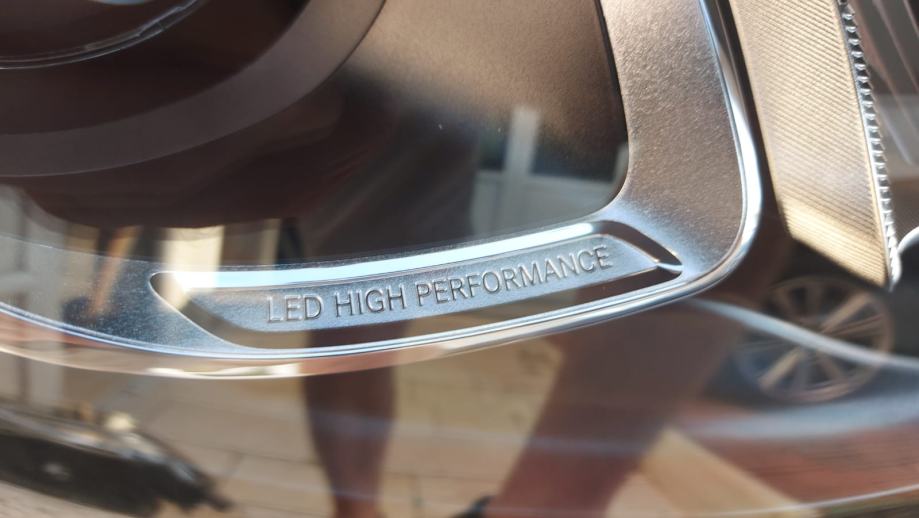 LED HIGH PERFORMANCE